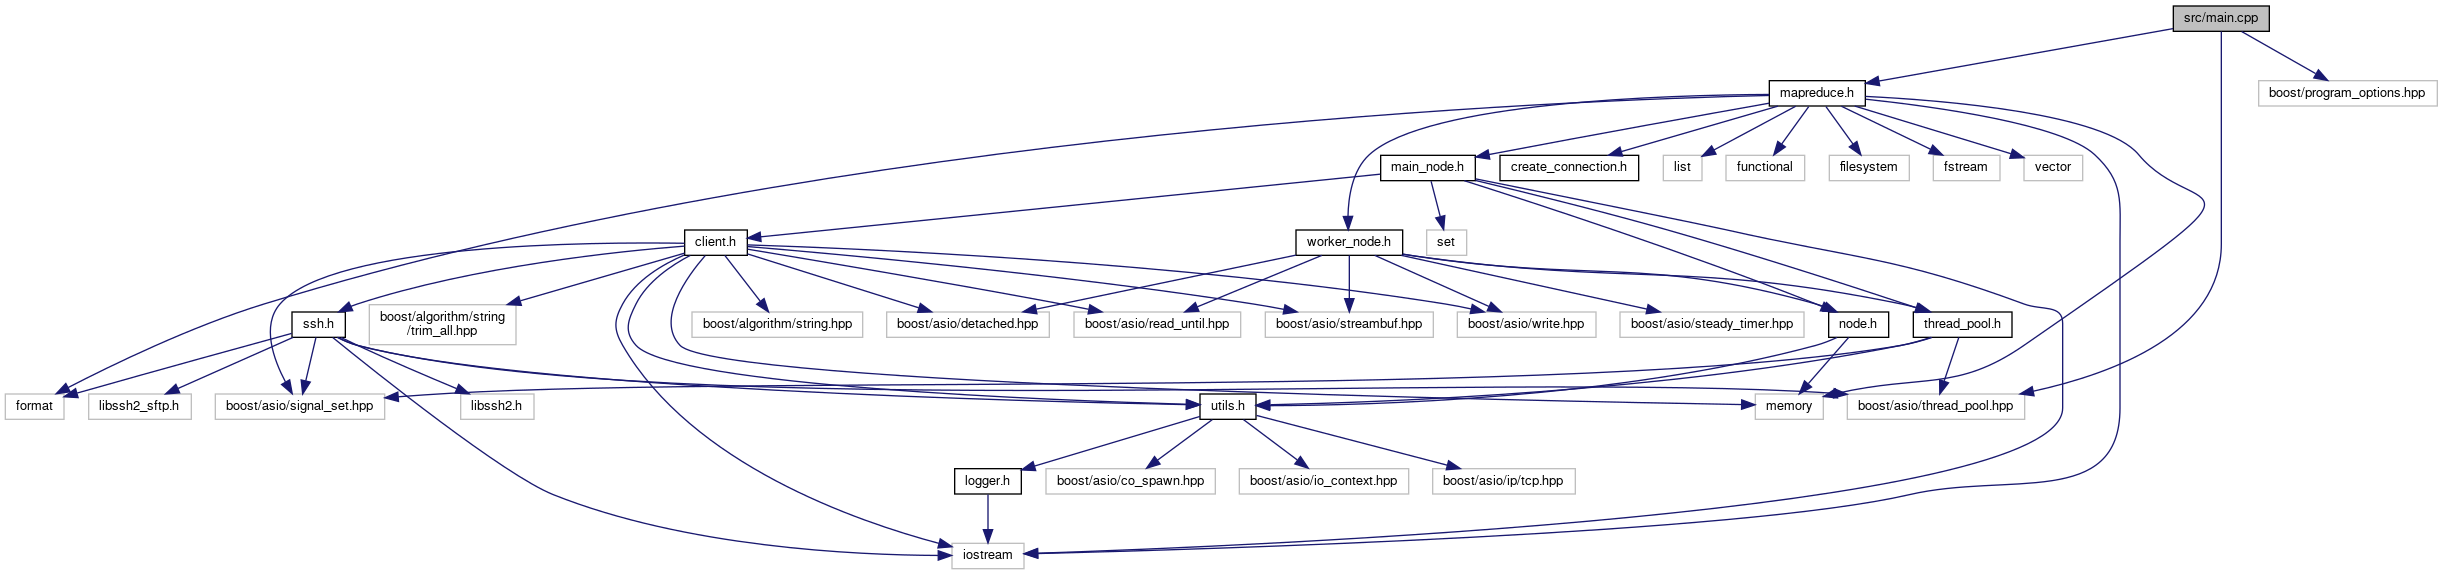 src/main.cpp
mapreduce.h
boost/program_options.hpp
main_node.h
create_connection.h
list
functional
filesystem
fstream
vector
client.h
worker_node.h
set
ssh.h
boost/algorithm/string
/trim_all.hpp
boost/algorithm/string.hpp
boost/asio/detached.hpp
boost/asio/read_until.hpp
boost/asio/streambuf.hpp
boost/asio/write.hpp
boost/asio/steady_timer.hpp
node.h
thread_pool.h
format
libssh2_sftp.h
boost/asio/signal_set.hpp
libssh2.h
utils.h
memory
boost/asio/thread_pool.hpp
logger.h
boost/asio/co_spawn.hpp
boost/asio/io_context.hpp
boost/asio/ip/tcp.hpp
iostream